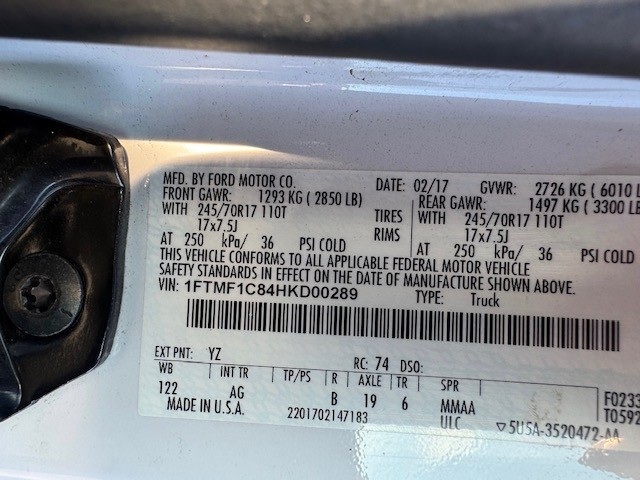 MFD. BY FORD MOTOR CO. DATE: 02/17 GVWR: 2726 KG ( 6010 L
FRONT GAWR: 1293 KG ( 2850 LB) REAR GAWR: 1497 KG ( 3300 LB
WITH 245/70R17 110T TIRES WITH 245/70R17 110T
17x7.5J RIMS 17x7.5J
AT 250 kPa/ 36 PSI COLD AT 250 kPa/ 36 PSI COLD
THIS VEHICLE CONFORMS TO ALL APPLICABLE FEDERAL MOTOR VEHICLE
SAFETY STANDARDS IN EFFECT ON THE DATE OF MANUFACTURE SHOWN ABOVE.
VIN: 1FTMF1C84HKD00289 TYPE: Truck
EXT PNT: YZ RC: 74 DSO:
WB INT TR TP/PS R AXLE TR SPR
122 AG B 19 6 MMAA F0233
MADE IN U.S.A. 2201702147183 ULC T0592
▽5U5A-3520472-AA